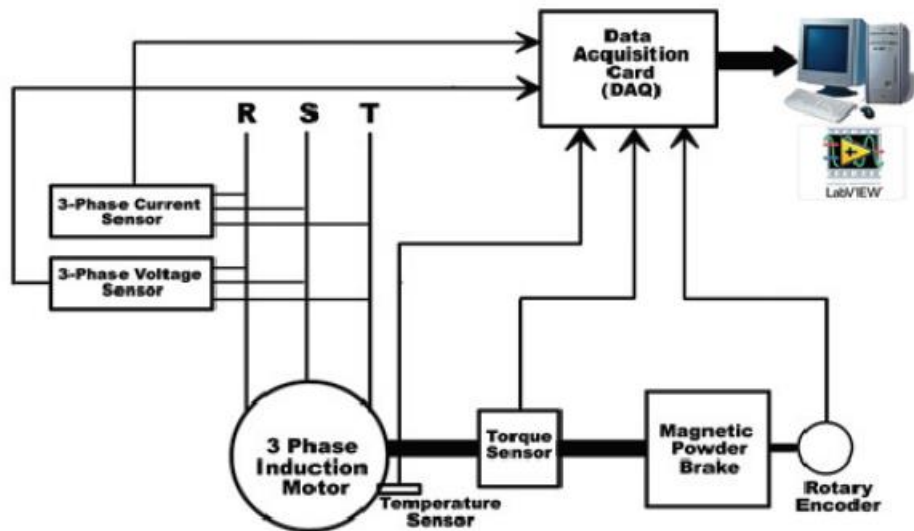 Data
Acquisition
Card
(DAQ)
R S T
3-Phase Current
Sensor
3-Phase Voltage
Sensor
LabVIEW
3 Phase
Induction
Motor
Temperature
Sensor
Torque
Sensor
Magnetic
Powder
Brake
Rotary
Encoder